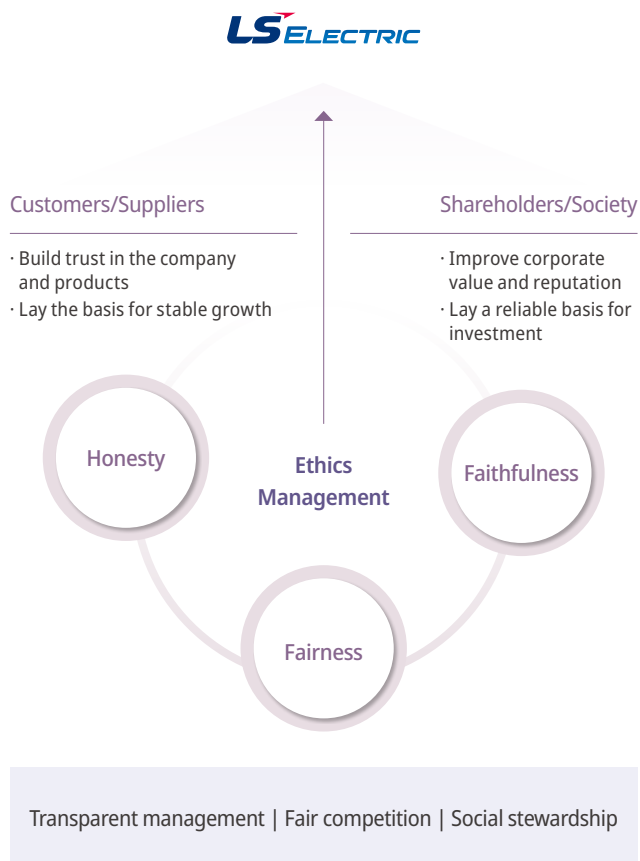 LS ELECTRIC
Customers/Suppliers
· Build trust in the company
and products
· Lay the basis for stable growth
Shareholders/Society
· Improve corporate
value and reputation
· Lay a reliable basis for
investment
Honesty
Ethics
Management
Faithfulness
Fairness
Transparent management | Fair competition | Social stewardship